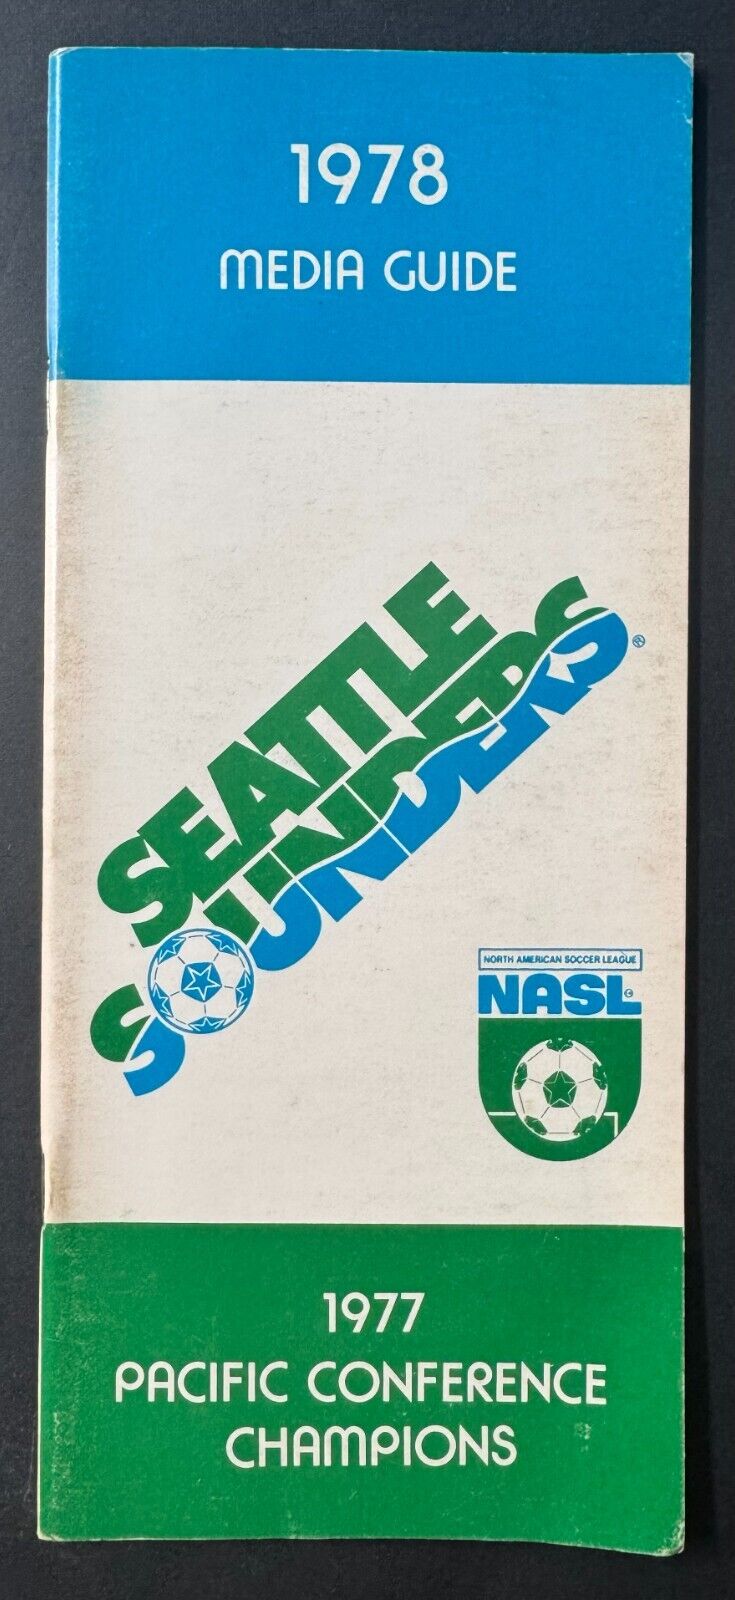 1978
MEDIA GUIDE
SEATTLE
SOUNDERS®
NORTH AMERICAN SOCCER LEAGUE
NASL®
1977
PACIFIC CONFERENCE
CHAMPIONS